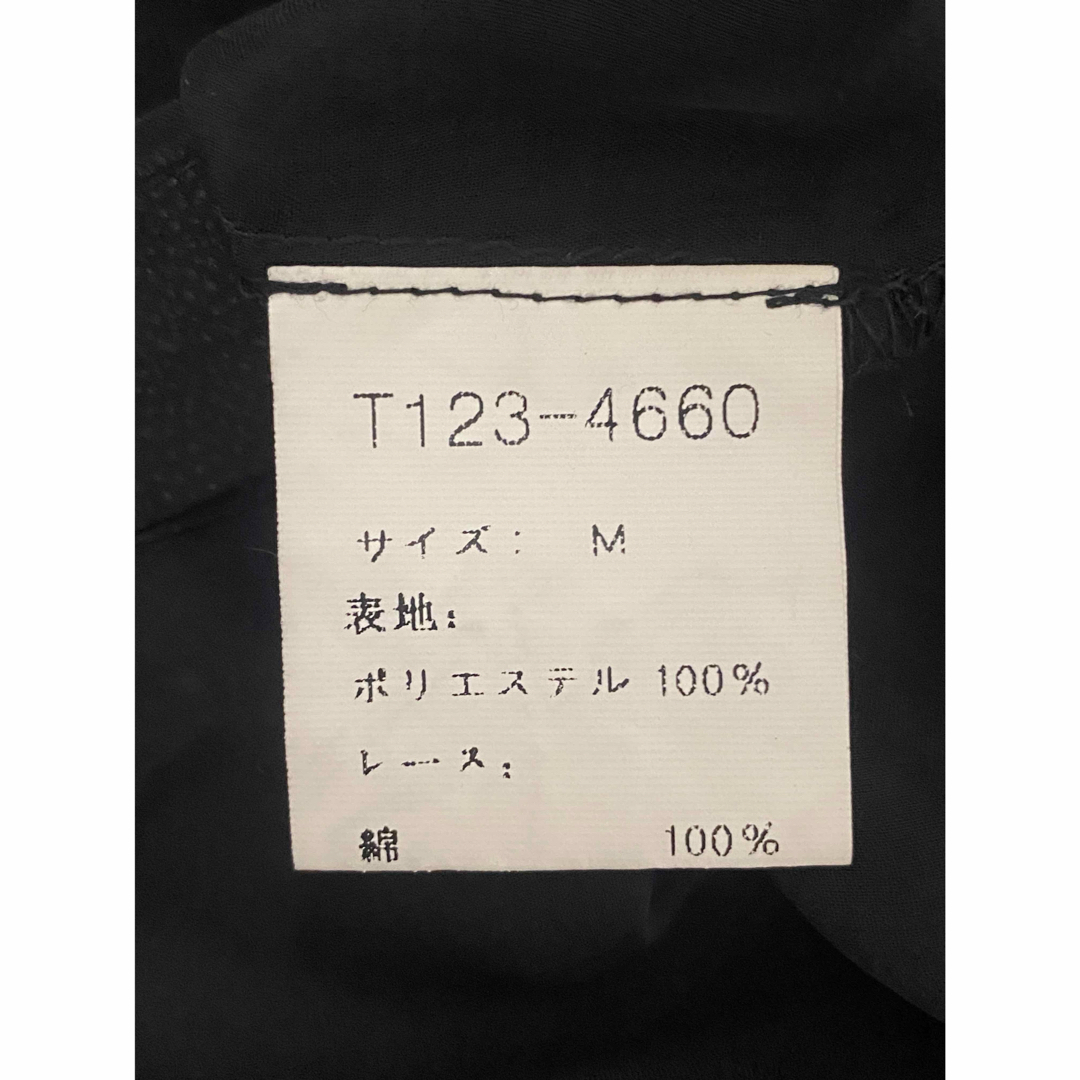 T123-4660
サイズ： M
表地：
ポリエステル 100%
レース：
綿 100%